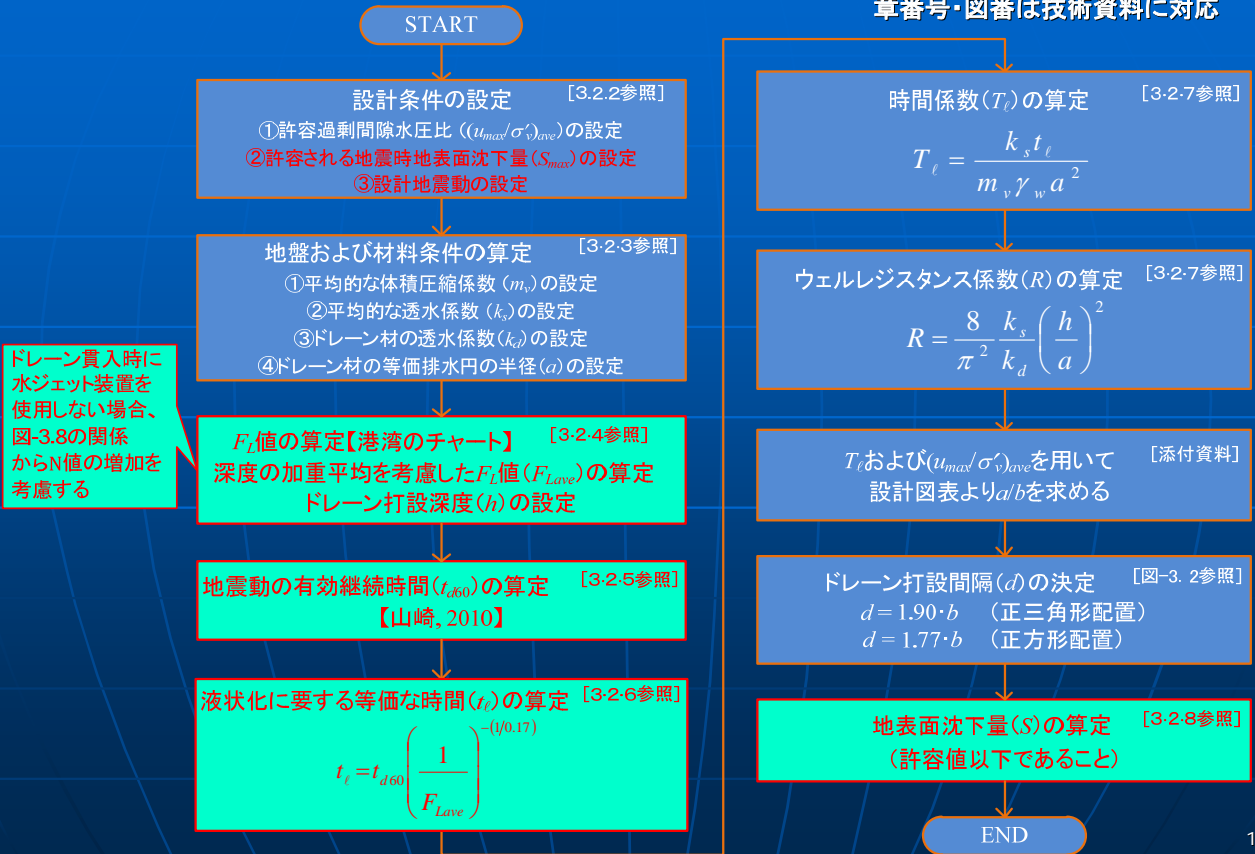 章番号・図番は技術資料に対応
START
設計条件の設定 [3.2.2参照]
①許容過剰間隙水圧比 ((u_max/σ'_v)_ave)の設定
②許容される地震時地表面沈下量(S_max)の設定
③設計地震動の設定
地盤および材料条件の算定 [3・2・3参照]
①平均的な体積圧縮係数 (m_v)の設定
②平均的な透水係数 (k_s)の設定
③ドレーン材の透水係数(k_d)の設定
④ドレーン材の等価排水円の半径(a)の設定
ドレーン貫入時に
水ジェット装置を
使用しない場合、
図-3.8の関係
からN値の増加を
考慮する
F_L値の算定【港湾のチャート】 [3・2・4参照]
深度の加重平均を考慮したF_L値(F_Lave)の算定
ドレーン打設深度(h)の設定
地震動の有効継続時間(t_d60)の算定 [3・2・5参照]
【山崎, 2010】
液状化に要する等価な時間(t_ℓ)の算定 [3・2・6参照]
t_ℓ = t_d60 (1/F_Lave)^-(1/0.17)
時間係数(T_ℓ)の算定 [3・2・7参照]
T_ℓ = k_s t_ℓ / m_v γ_w a^2
ウェルレジスタンス係数(R)の算定 [3・2・7参照]
R = 8/π^2 k_s/k_d (h/a)^2
T_ℓおよび(u_max/σ'_v)_aveを用いて [添付資料]
設計図表よりa/bを求める
ドレーン打設間隔(d)の決定 [図-3. 2参照]
d = 1.90・b (正三角形配置)
d = 1.77・b (正方形配置)
地表面沈下量(S)の算定 [3・2・8参照]
(許容値以下であること)
END
1